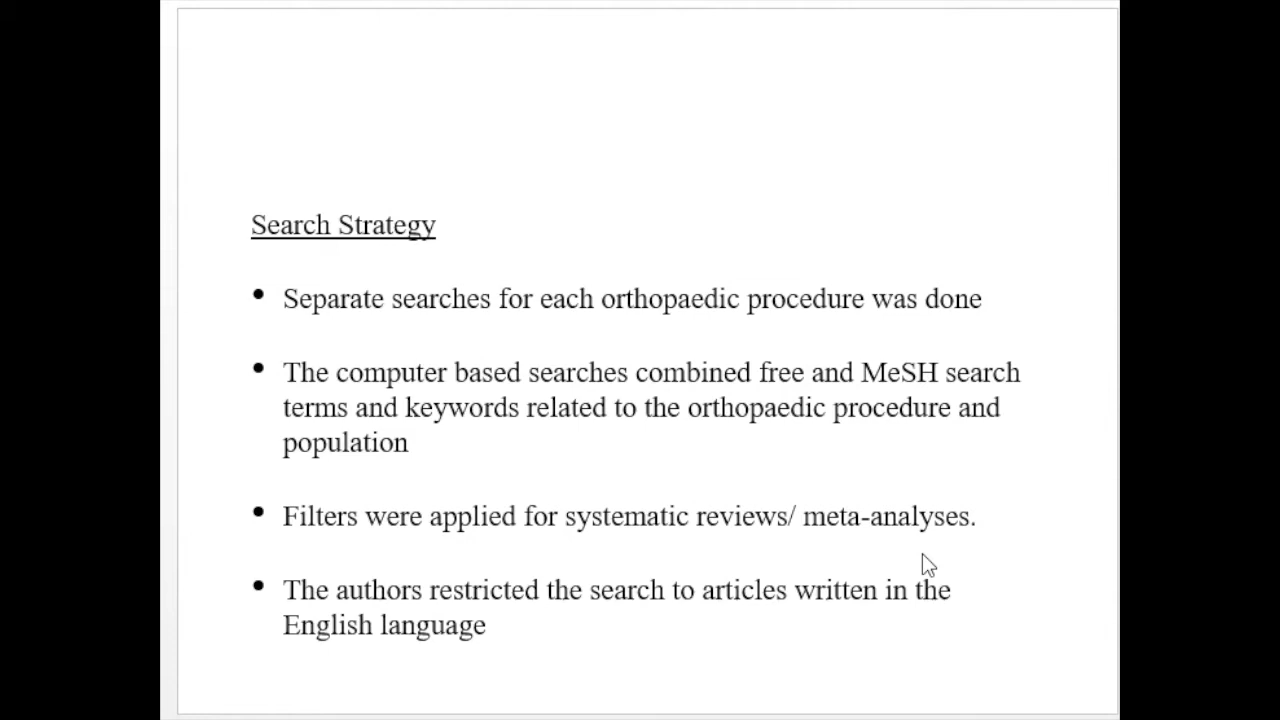 Search Strategy
• Separate searches for each orthopaedic procedure was done
• The computer based searches combined free and MeSH search
terms and keywords related to the orthopaedic procedure and
population
• Filters were applied for systematic reviews/ meta-analyses.
• The authors restricted the search to articles written in the
English language